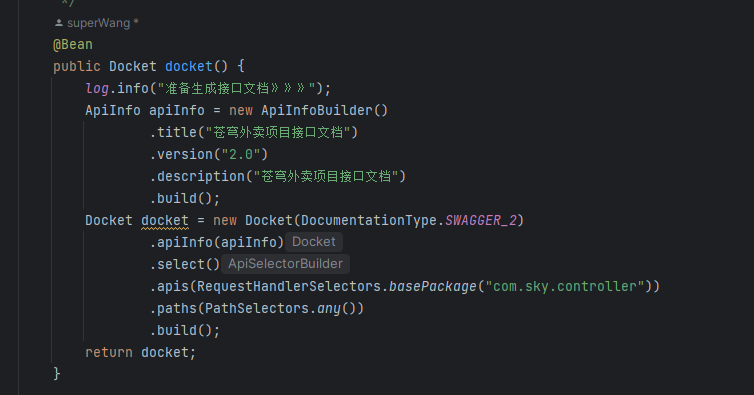 */
superWang *
@Bean
public Docket docket() {
log.info("准备生成接口文档》》》");
ApiInfo apiInfo = new ApiInfoBuilder()
.title("苍穹外卖项目接口文档")
.version("2.0")
.description("苍穹外卖项目接口文档")
.build();
Docket docket = new Docket(DocumentationType.SWAGGER_2)
.apiInfo(apiInfo) Docket
.select() ApiSelectorBuilder
.apis(RequestHandlerSelectors.basePackage("com.sky.controller"))
.paths(PathSelectors.any())
.build();
return docket;
}